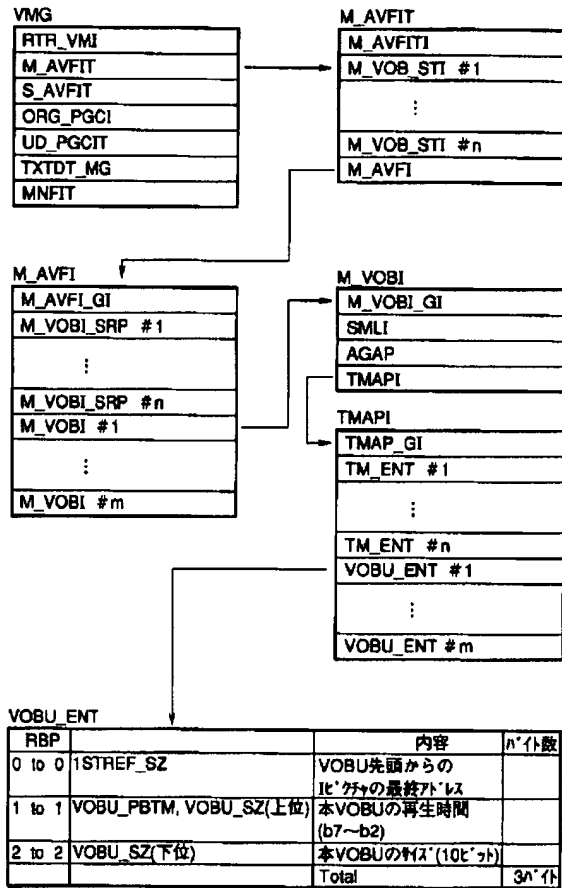 VMG
RTR_VMI
M_AVFIT
S_AVFIT
ORG_PGCI
UD_PGCIT
TXTDT_MG
MNFIT
M_AVFIT
M_AVFITI
M_VOB_STI #1
⋮
M_VOB_STI #n
M_AVFI
M_AVFI
M_AVFI_GI
M_VOBI_SRP #1
⋮
M_VOBI_SRP #n
M_VOBI #1
⋮
M_VOBI #m
M_VOBI
M_VOBI_GI
SMLI
AGAP
TMAPI
TMAPI
TMAP_GI
TM_ENT #1
⋮
TM_ENT #n
VOBU_ENT #1
⋮
VOBU_ENT #m
VOBU_ENT
RBP 内容 バイト数
0 to 0 1STREF_SZ VOBU先頭からの
Iピクチャの最終アドレス
1 to 1 VOBU_PBTM, VOBU_SZ(上位) 本VOBUの再生時間
(b7～b2)
2 to 2 VOBU_SZ(下位) 本VOBUのサイズ(10ビット)
Total 3バイト